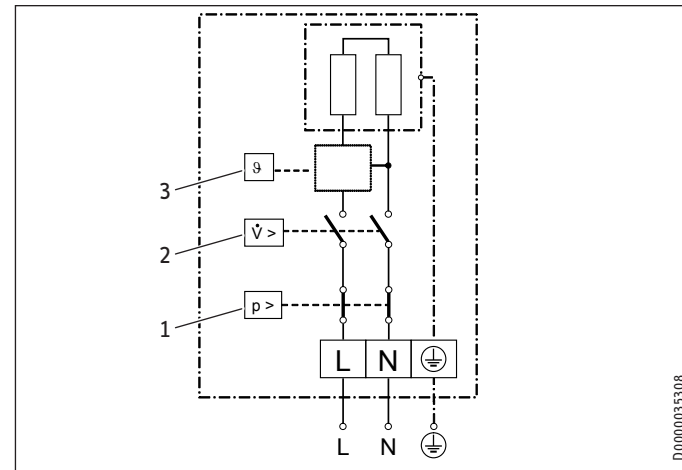 ϑ
3
V̇ >
2
p >
1
L N ⏚
L N ⏚
D0000035308